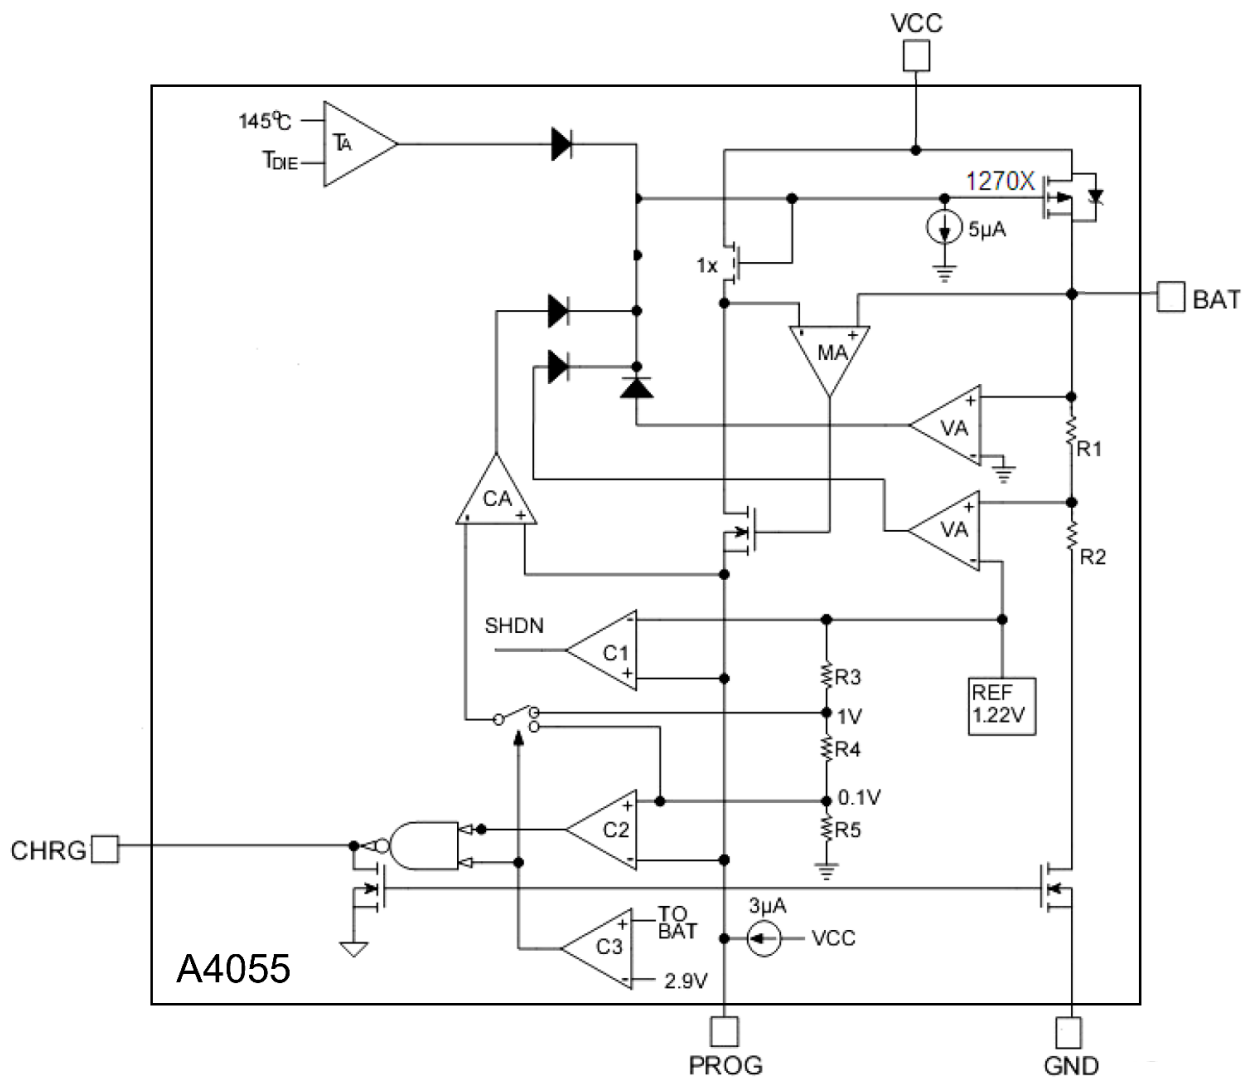 VCC
145°C
TA
TDIE
1270X
5µA
1x
BAT
- +
MA
+
VA
-
R1
CA
- +
+
VA
-
R2
SHDN
-
C1
+
R3
REF
1.22V
1V
R4
0.1V
+
C2
-
R5
CHRG
3µA
+
TO
BAT
C3
VCC
-
2.9V
A4055
PROG
GND